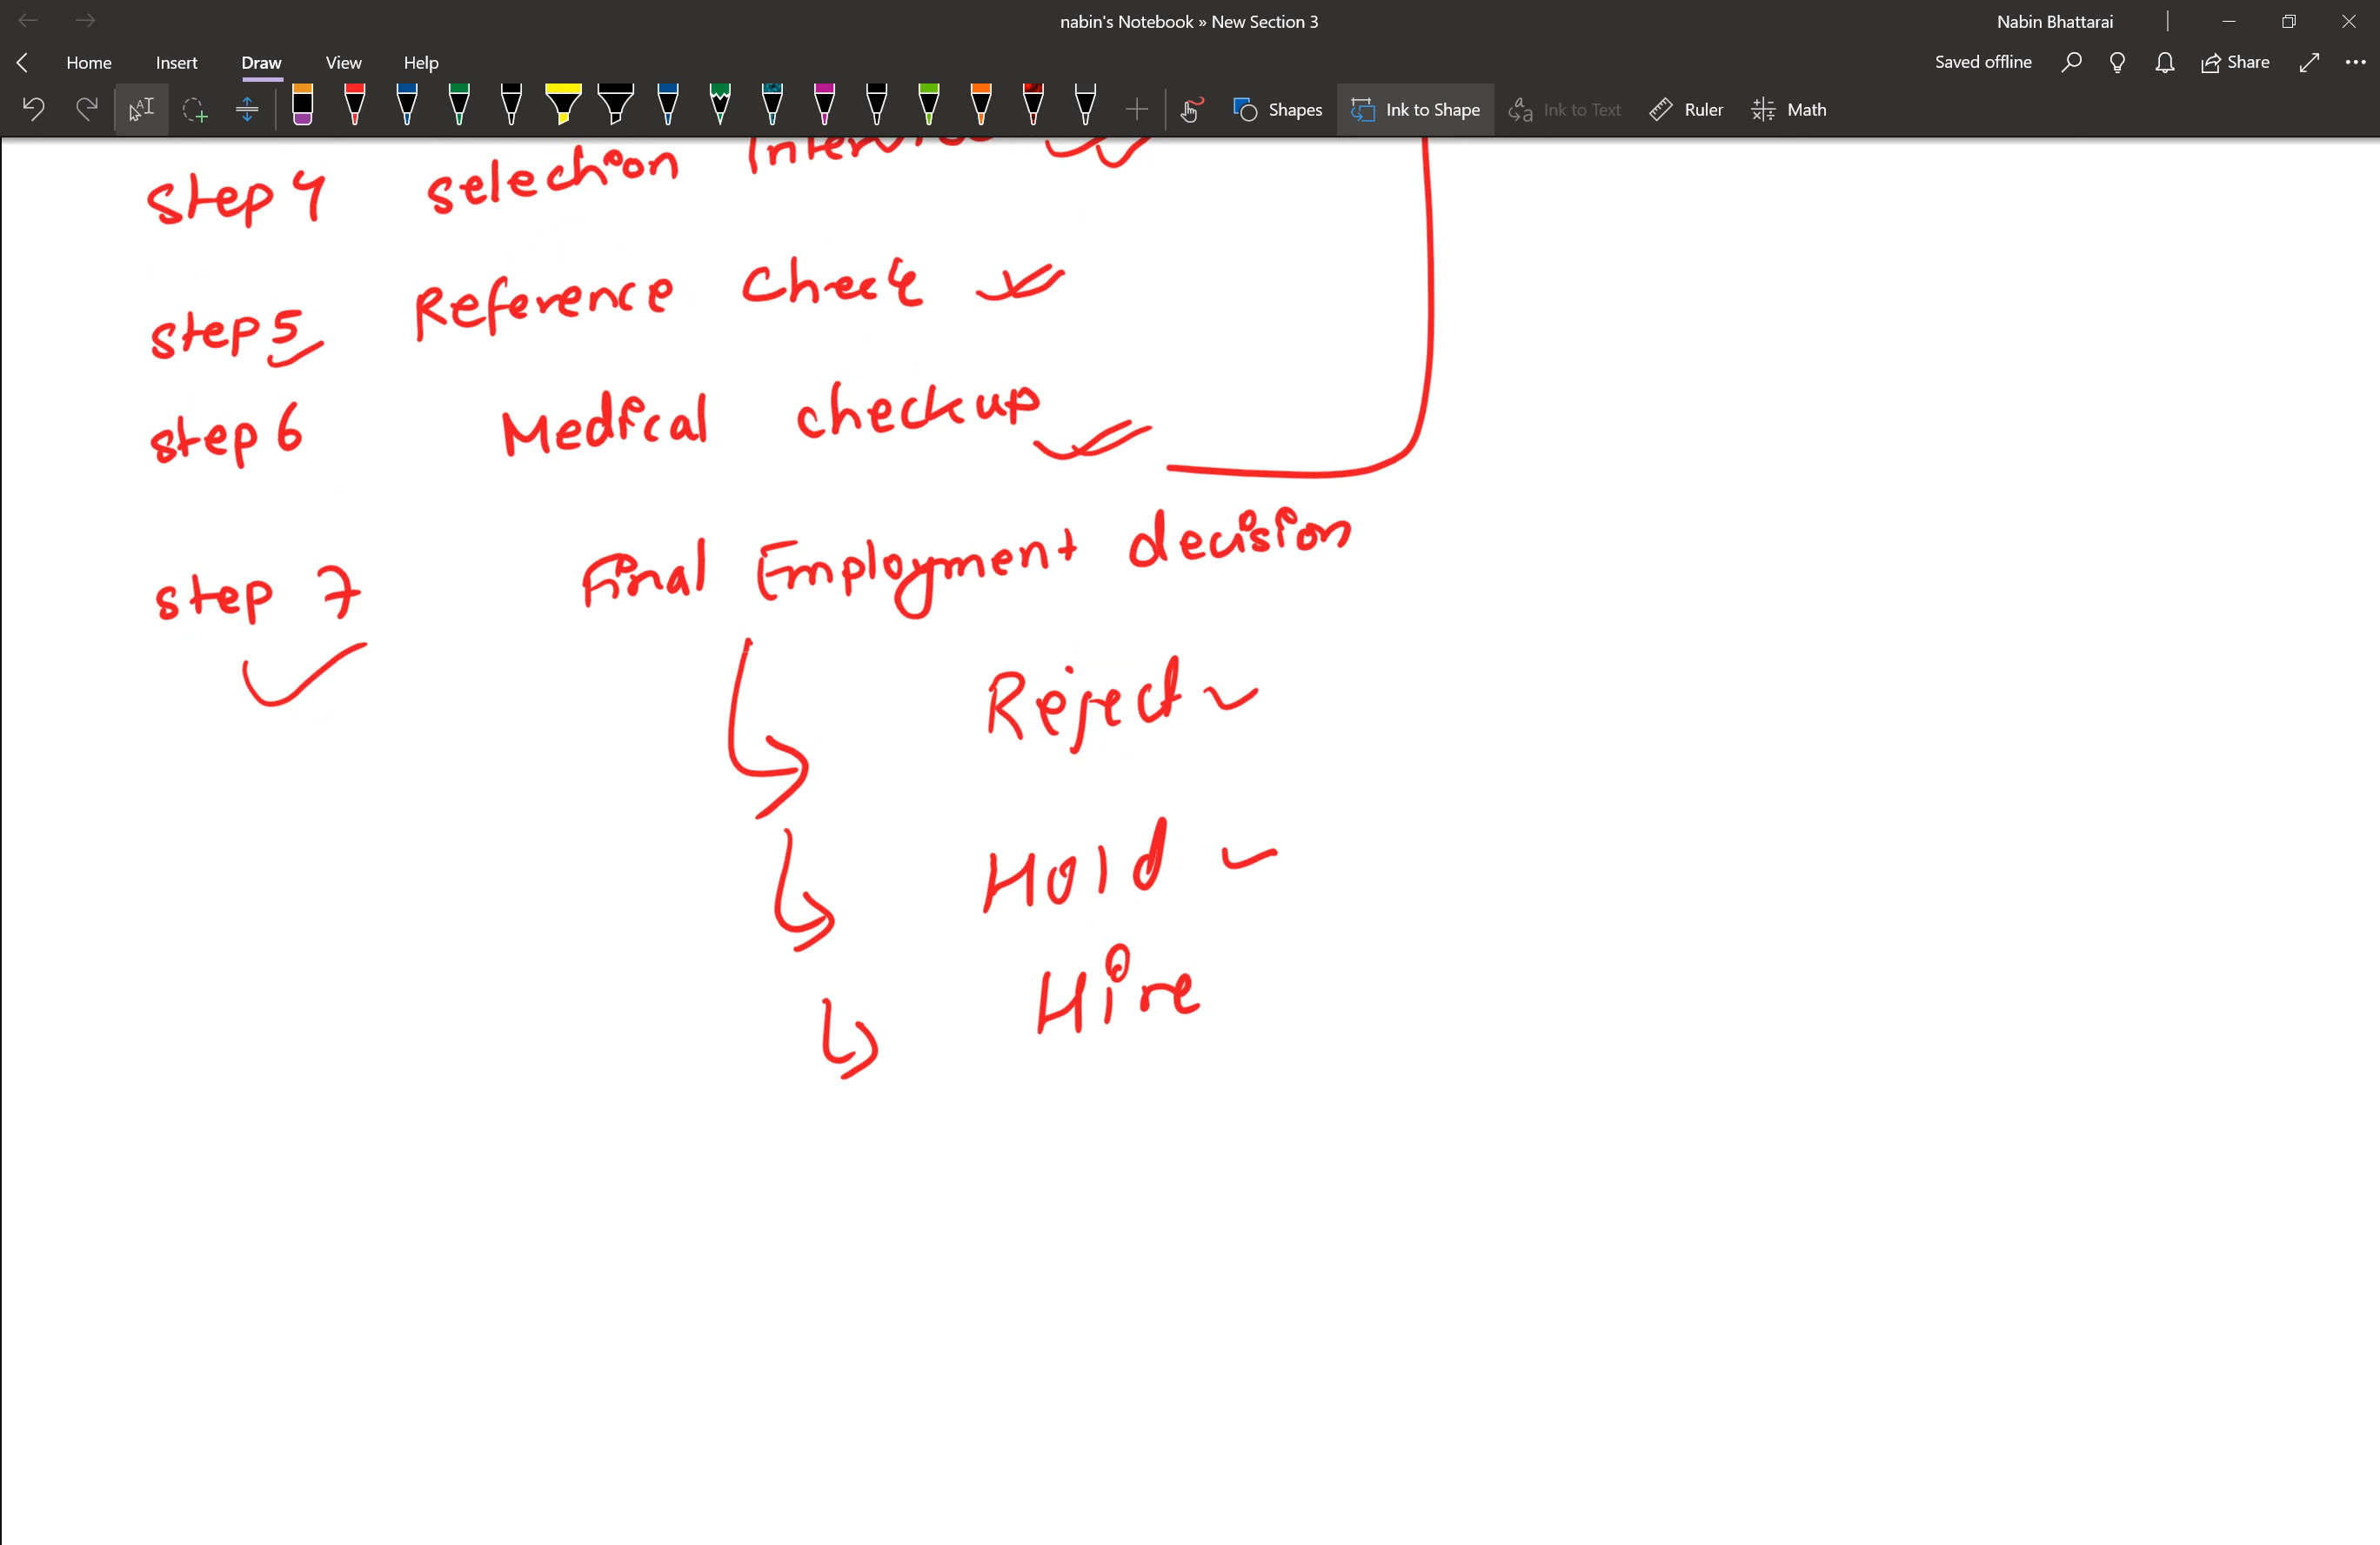 nabin's Notebook » New Section 3
Nabin Bhattarai
Home Insert Draw View Help
Saved offline
Share
Shapes
Ink to Shape
Ink to Text
Ruler
Math
Step 4 selection Interview
step 5 Reference Check
step 6 Medical checkup
step 7 Final Employment decision
Reject
Hold
Hire